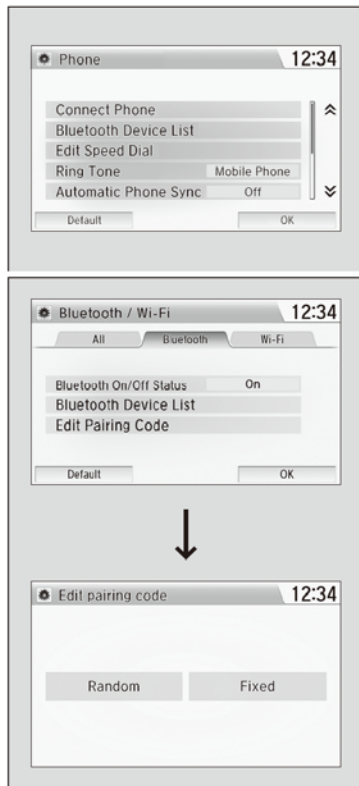 Phone 12:34
Connect Phone
Bluetooth Device List
Edit Speed Dial
Ring Tone Mobile Phone
Automatic Phone Sync Off
Default OK
Bluetooth / Wi-Fi 12:34
All Bluetooth Wi-Fi
Bluetooth On/Off Status On
Bluetooth Device List
Edit Pairing Code
Default OK
Edit pairing code 12:34
Random Fixed